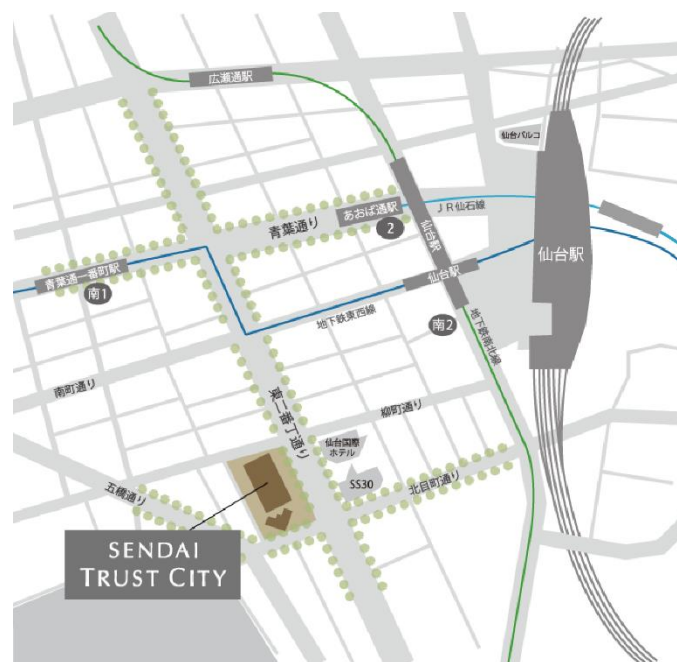 広瀬通駅
仙台パルコ
あおば通駅
2
JR仙石線
仙台駅
青葉通り
仙台駅
仙台駅
青葉通一番町駅
南1
地下鉄東西線
南2
地下鉄南北線
南町通り
東二番丁通り
柳町通り
仙台国際
ホテル
SS30
北目町通り
五橋通り
SENDAI
TRUST CITY